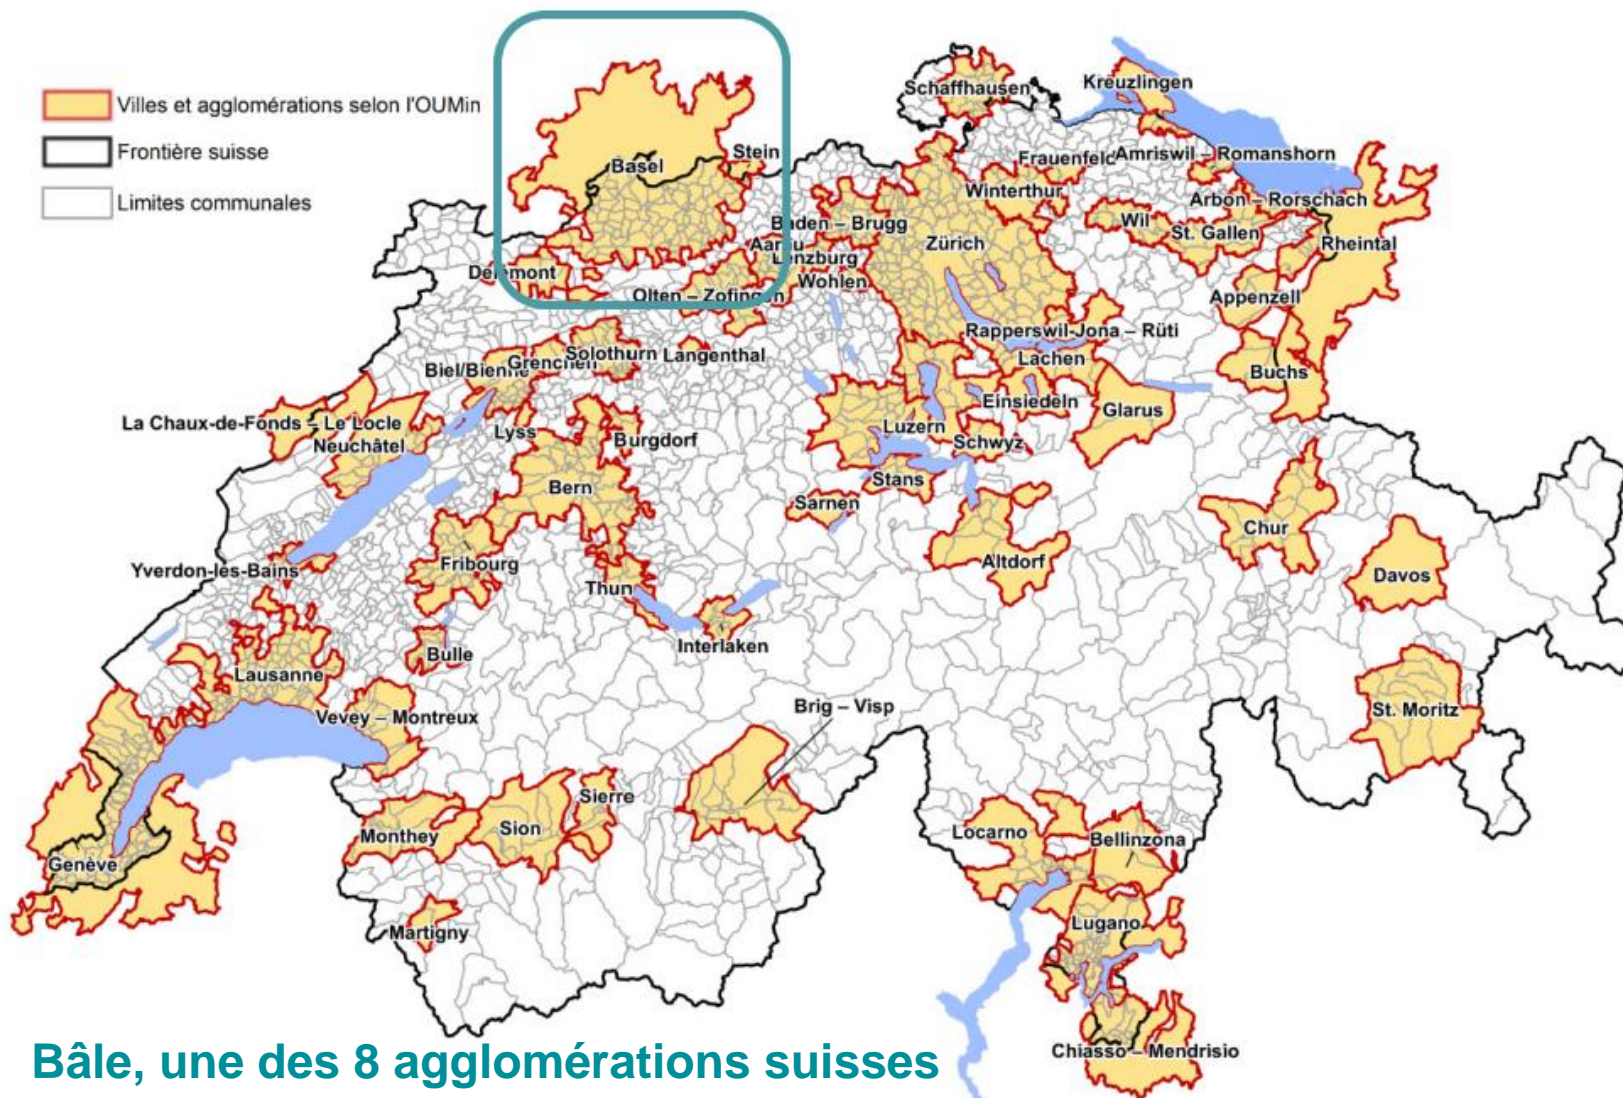 Villes et agglomérations selon l'OUMin
Frontière suisse
Limites communales
Schaffhausen
Kreuzlingen
Basel
Stein
Frauenfeld
Amriswil – Romanshorn
Winterthur
Arbon – Rorschach
Baden – Brugg
Wil
St. Gallen
Zürich
Rheintal
Aarau
Lenzburg
Delémont
Wohlen
Olten – Zofingen
Appenzell
Rapperswil-Jona – Rüti
Solothurn
Langenthal
Grenchen
Biel/Bienne
Lachen
Buchs
Einsiedeln
Glarus
La Chaux-de-Fonds – Le Locle
Neuchâtel
Lyss
Burgdorf
Luzern
Schwyz
Stans
Bern
Sarnen
Chur
Yverdon-les-Bains
Fribourg
Altdorf
Thun
Davos
Interlaken
Bulle
Lausanne
Vevey – Montreux
Brig – Visp
St. Moritz
Sierre
Monthey
Sion
Locarno
Bellinzona
Genève
Martigny
Lugano
Chiasso – Mendrisio
Bâle, une des 8 agglomérations suisses